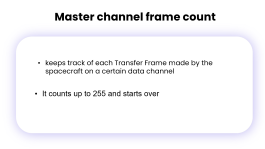 Master channel frame count
• keeps track of each Transfer Frame made by the
spacecraft on a certain data channel
• It counts up to 255 and starts over